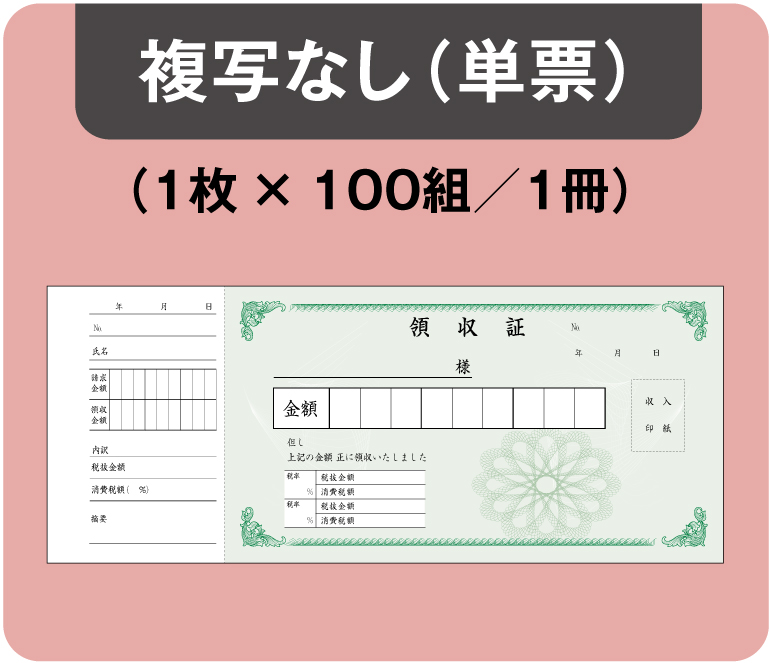 複写なし（単票）
（1枚 × 100組／1冊）
年 月 日
No.
氏名
請求
金額
領収
金額
内訳
税抜金額
消費税額( %)
摘要
領収証
No.
年 月 日
様
金額
収入
印紙
但し
上記の金額 正に領収いたしました
税率 税抜金額
% 消費税額
税率 税抜金額
% 消費税額